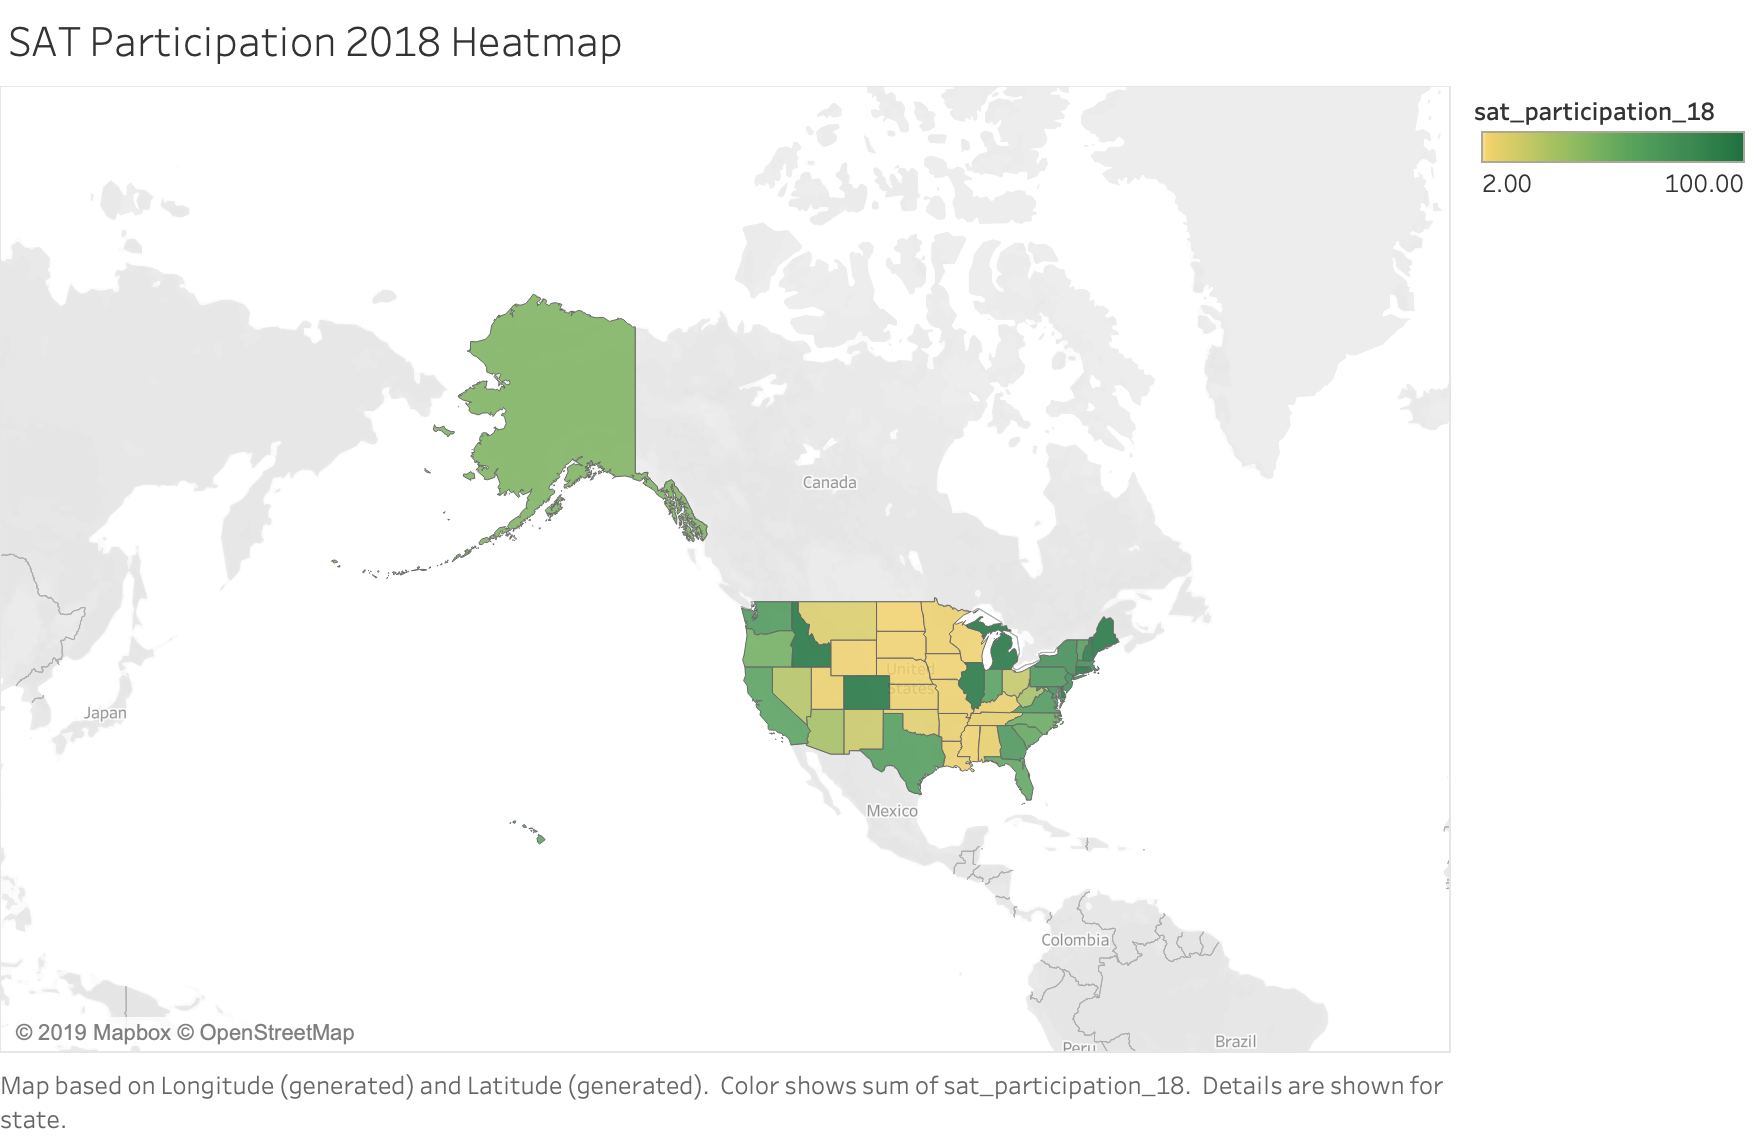 SAT Participation 2018 Heatmap
sat_participation_18
2.00 100.00
Canada
United
States
Japan
Mexico
Colombia
Peru
Brazil
© 2019 Mapbox © OpenStreetMap
Map based on Longitude (generated) and Latitude (generated).  Color shows sum of sat_participation_18.  Details are shown for
state.